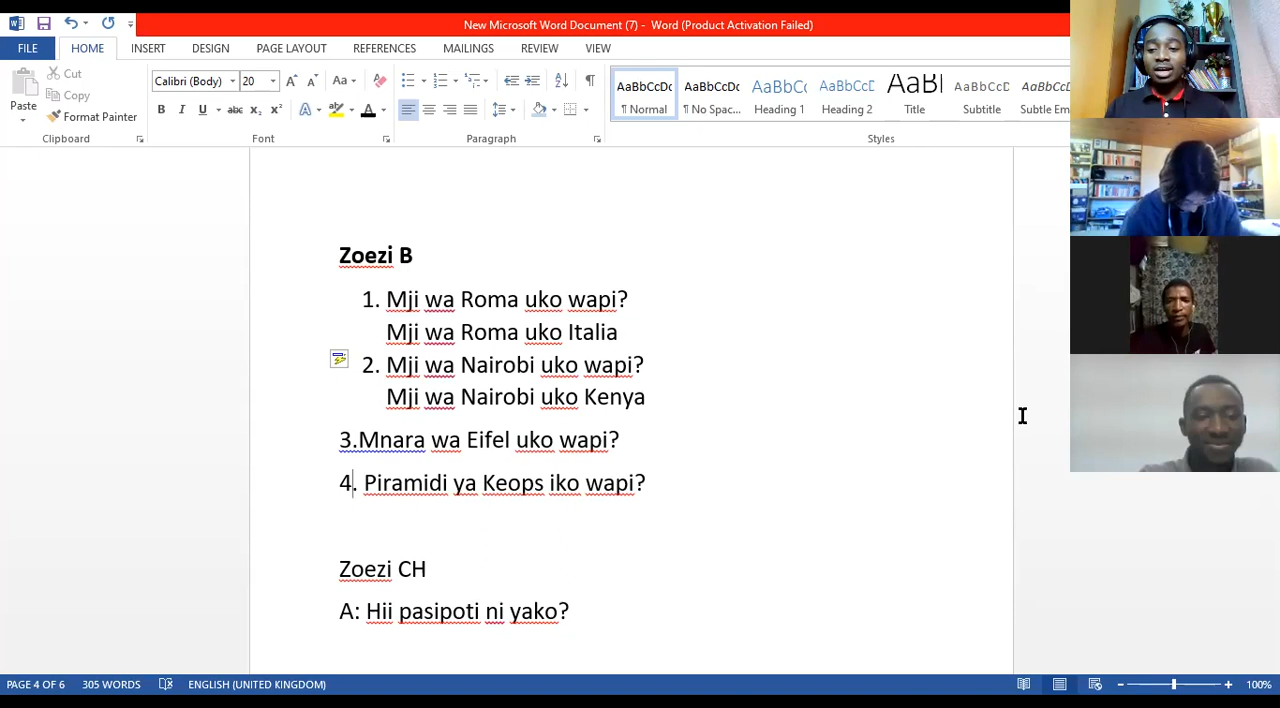 New Microsoft Word Document (7) - Word (Product Activation Failed)
FILE HOME INSERT DESIGN PAGE LAYOUT REFERENCES MAILINGS REVIEW VIEW
Paste
Cut
Copy
Format Painter
Clipboard
Calibri (Body) 20
Font
Paragraph
AaBbCcDc AaBbCcDc AaBbC AaBbCcD AaBl AaBbCcD AaBbCcD
¶ Normal ¶ No Spac... Heading 1 Heading 2 Title Subtitle Subtle Em
Styles
Zoezi B
1. Mji wa Roma uko wapi?
Mji wa Roma uko Italia
2. Mji wa Nairobi uko wapi?
Mji wa Nairobi uko Kenya
3.Mnara wa Eifel uko wapi?
4. Piramidi ya Keops iko wapi?
Zoezi CH
A: Hii pasipoti ni yako?
PAGE 4 OF 6 305 WORDS ENGLISH (UNITED KINGDOM) 100%